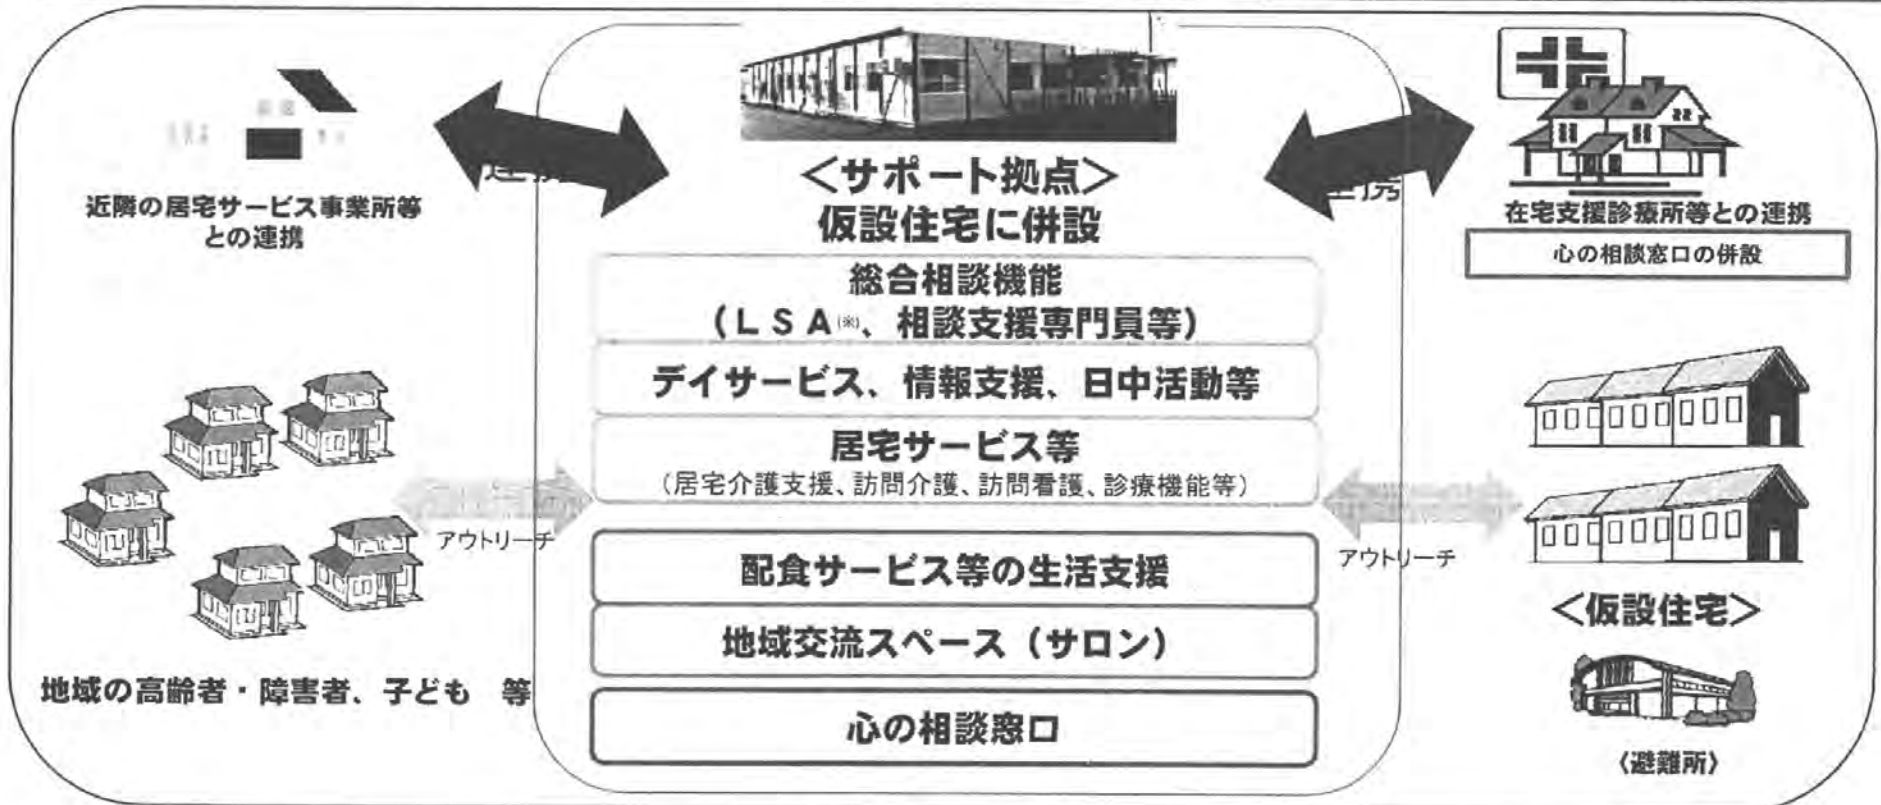 近隣の居宅サービス事業所等
との連携
<サポート拠点>
仮設住宅に併設
総合相談機能
(ＬＳＡ(※)、相談支援専門員等)
デイサービス、情報支援、日中活動等
居宅サービス等
(居宅介護支援、訪問介護、訪問看護、診療機能等)
配食サービス等の生活支援
地域交流スペース（サロン）
心の相談窓口
在宅支援診療所等との連携
心の相談窓口の併設
アウトリーチ
アウトリーチ
地域の高齢者・障害者、子ども　等
<仮設住宅>
〈避難所〉